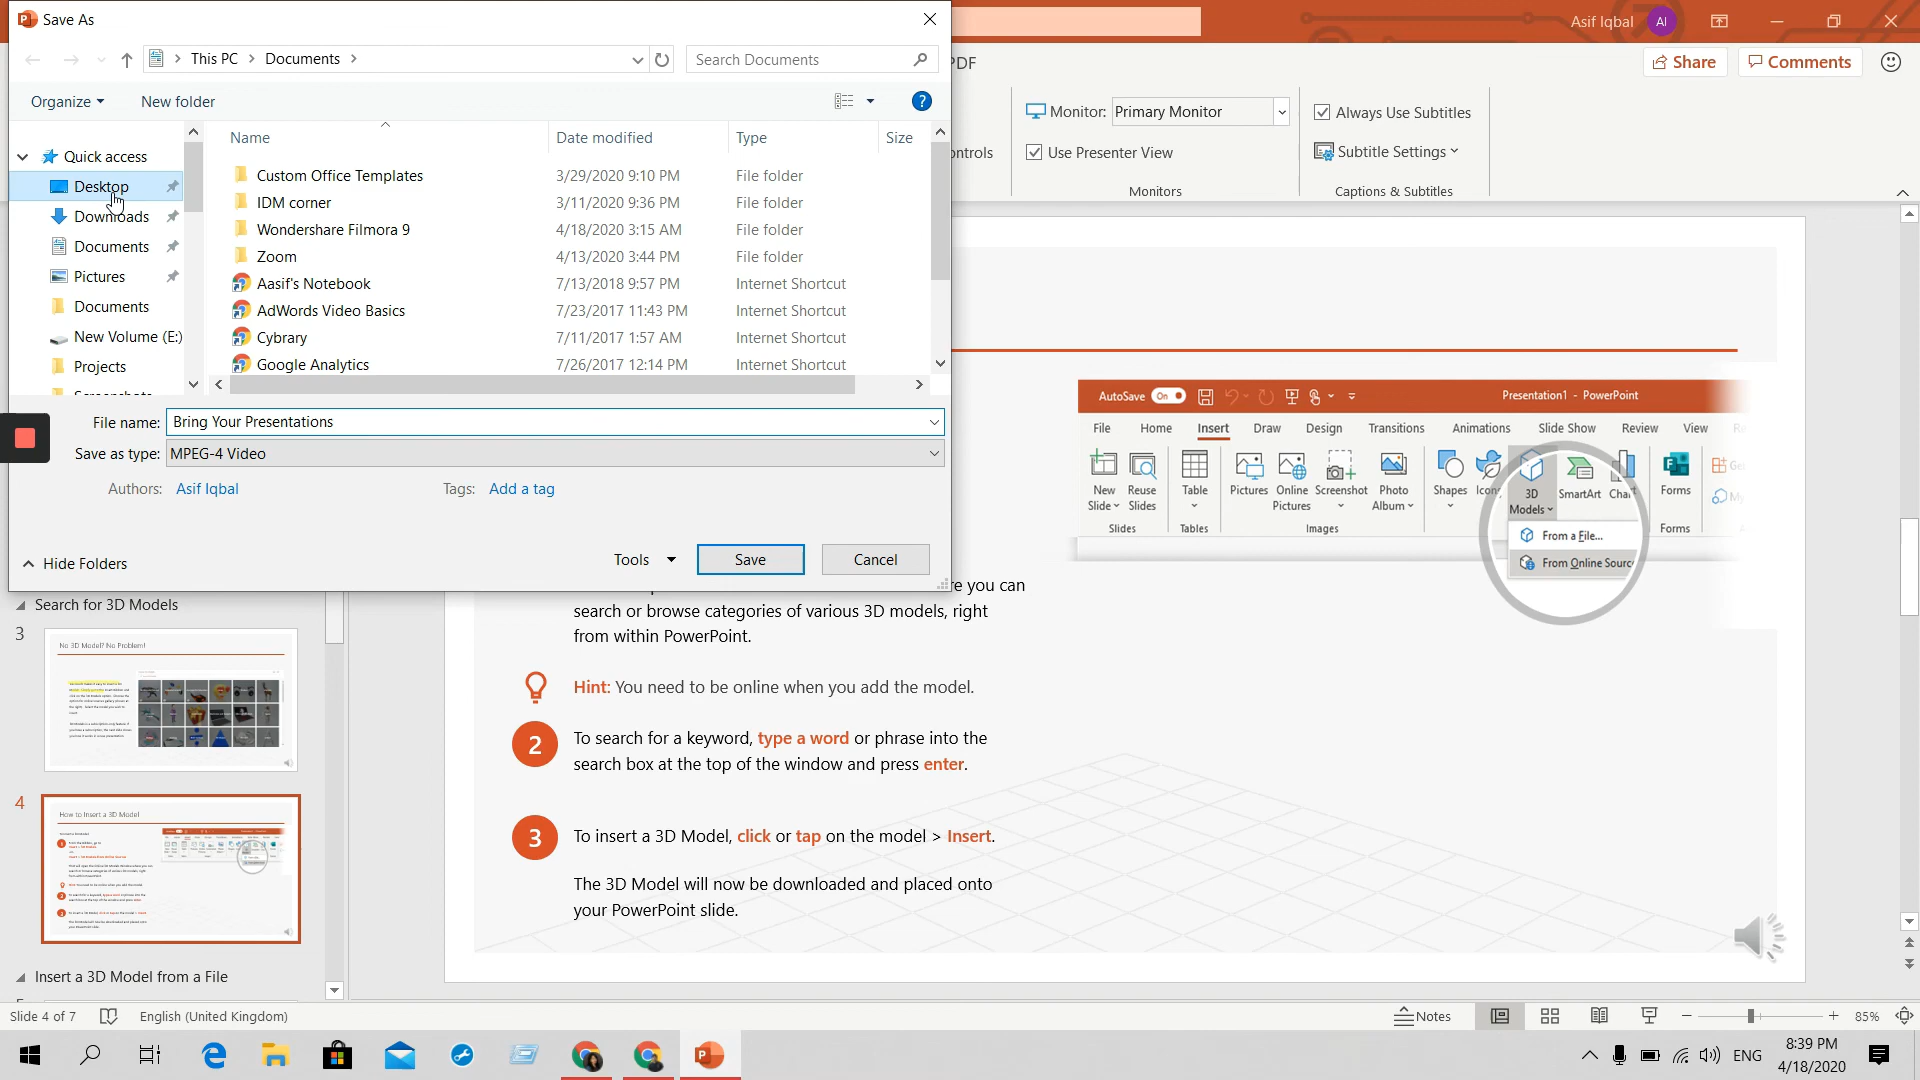 Save As
This PC > Documents >
Search Documents
Organize
New folder
Name
Date modified
Type
Size
Quick access
Desktop
Downloads
Documents
Pictures
Documents
New Volume (E:)
Projects
Custom Office Templates 3/29/2020 9:10 PM File folder
IDM corner 3/11/2020 9:36 PM File folder
Wondershare Filmora 9 4/18/2020 3:15 AM File folder
Zoom 4/13/2020 3:44 PM File folder
Aasif's Notebook 7/13/2018 9:57 PM Internet Shortcut
AdWords Video Basics 7/23/2017 11:43 PM Internet Shortcut
Cybrary 7/11/2017 1:57 AM Internet Shortcut
Google Analytics 7/26/2017 12:14 PM Internet Shortcut
File name: Bring Your Presentations
Save as type: MPEG-4 Video
Authors: Asif Iqbal
Tags: Add a tag
Hide Folders
Tools
Save
Cancel
Asif Iqbal
AI
PDF
Share
Comments
ontrols
Monitor: Primary Monitor
Use Presenter View
Monitors
Always Use Subtitles
Subtitle Settings
Captions & Subtitles
AutoSave On
Presentation1 - PowerPoint
File Home Insert Draw Design Transitions Animations Slide Show Review View
New Slide
Reuse Slides
Table
Pictures
Online Pictures
Screenshot
Photo Album
Shapes
Icon
3D Models
SmartArt
Chart
Forms
Slides
Tables
Images
Forms
From a File...
From Online Sourc
re you can
search or browse categories of various 3D models, right
from within PowerPoint.
Hint: You need to be online when you add the model.
2
To search for a keyword, type a word or phrase into the
search box at the top of the window and press enter.
3
To insert a 3D Model, click or tap on the model > Insert.
The 3D Model will now be downloaded and placed onto
your PowerPoint slide.
Search for 3D Models
3
No 3D Model? No Problem!
4
How to Insert a 3D Model
Insert a 3D Model from a File
Slide 4 of 7
English (United Kingdom)
Notes
85%
ENG
8:39 PM
4/18/2020